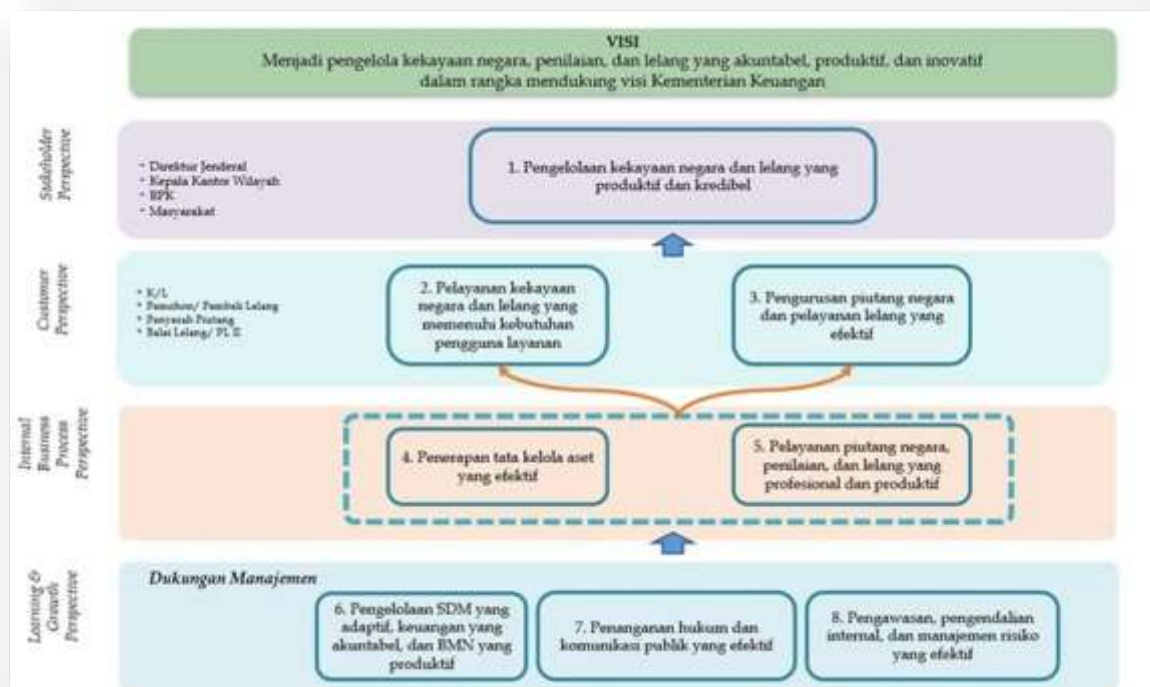 VISI
Menjadi pengelola kekayaan negara, penilaian, dan lelang yang akuntabel, produktif, dan inovatif
dalam rangka mendukung visi Kementerian Keuangan
Stakeholder
Perspective
* Direktur Jenderal
* Kepala Kantor Wilayah
* BPK
* Masyarakat
1. Pengelolaan kekayaan negara dan lelang yang
produktif dan kredibel
Customer
Perspective
* K/L
* Pemohon/ Pembeli Lelang
* Penyerah Piutang
* Balai Lelang/ PL II
2. Pelayanan kekayaan
negara dan lelang yang
memenuhi kebutuhan
pengguna layanan
3. Pengurusan piutang negara
dan pelayanan lelang yang
efektif
Internal
Business
Process
Perspective
4. Penerapan tata kelola aset
yang efektif
5. Pelayanan piutang negara,
penilaian, dan lelang yang
profesional dan produktif
Learning &
Growth
Perspective
Dukungan Manajemen
6. Pengelolaan SDM yang
adaptif, keuangan yang
akuntabel, dan BMN yang
produktif
7. Penanganan hukum dan
komunikasi publik yang efektif
8. Pengawasan, pengendalian
internal, dan manajemen risiko
yang efektif